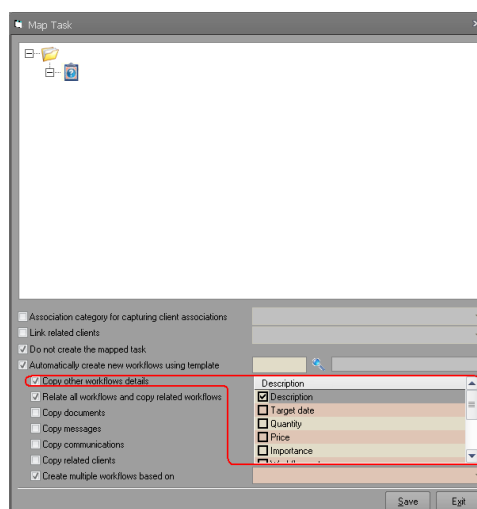 Map Task
Association category for capturing client associations
Link related clients
Do not create the mapped task
Automatically create new workflows using template
Copy other workflows details
Relate all workflows and copy related workflows
Copy documents
Copy messages
Copy communications
Copy related clients
Create multiple workflows based on
Description
Description
Target date
Quantity
Price
Importance
Save
Exit